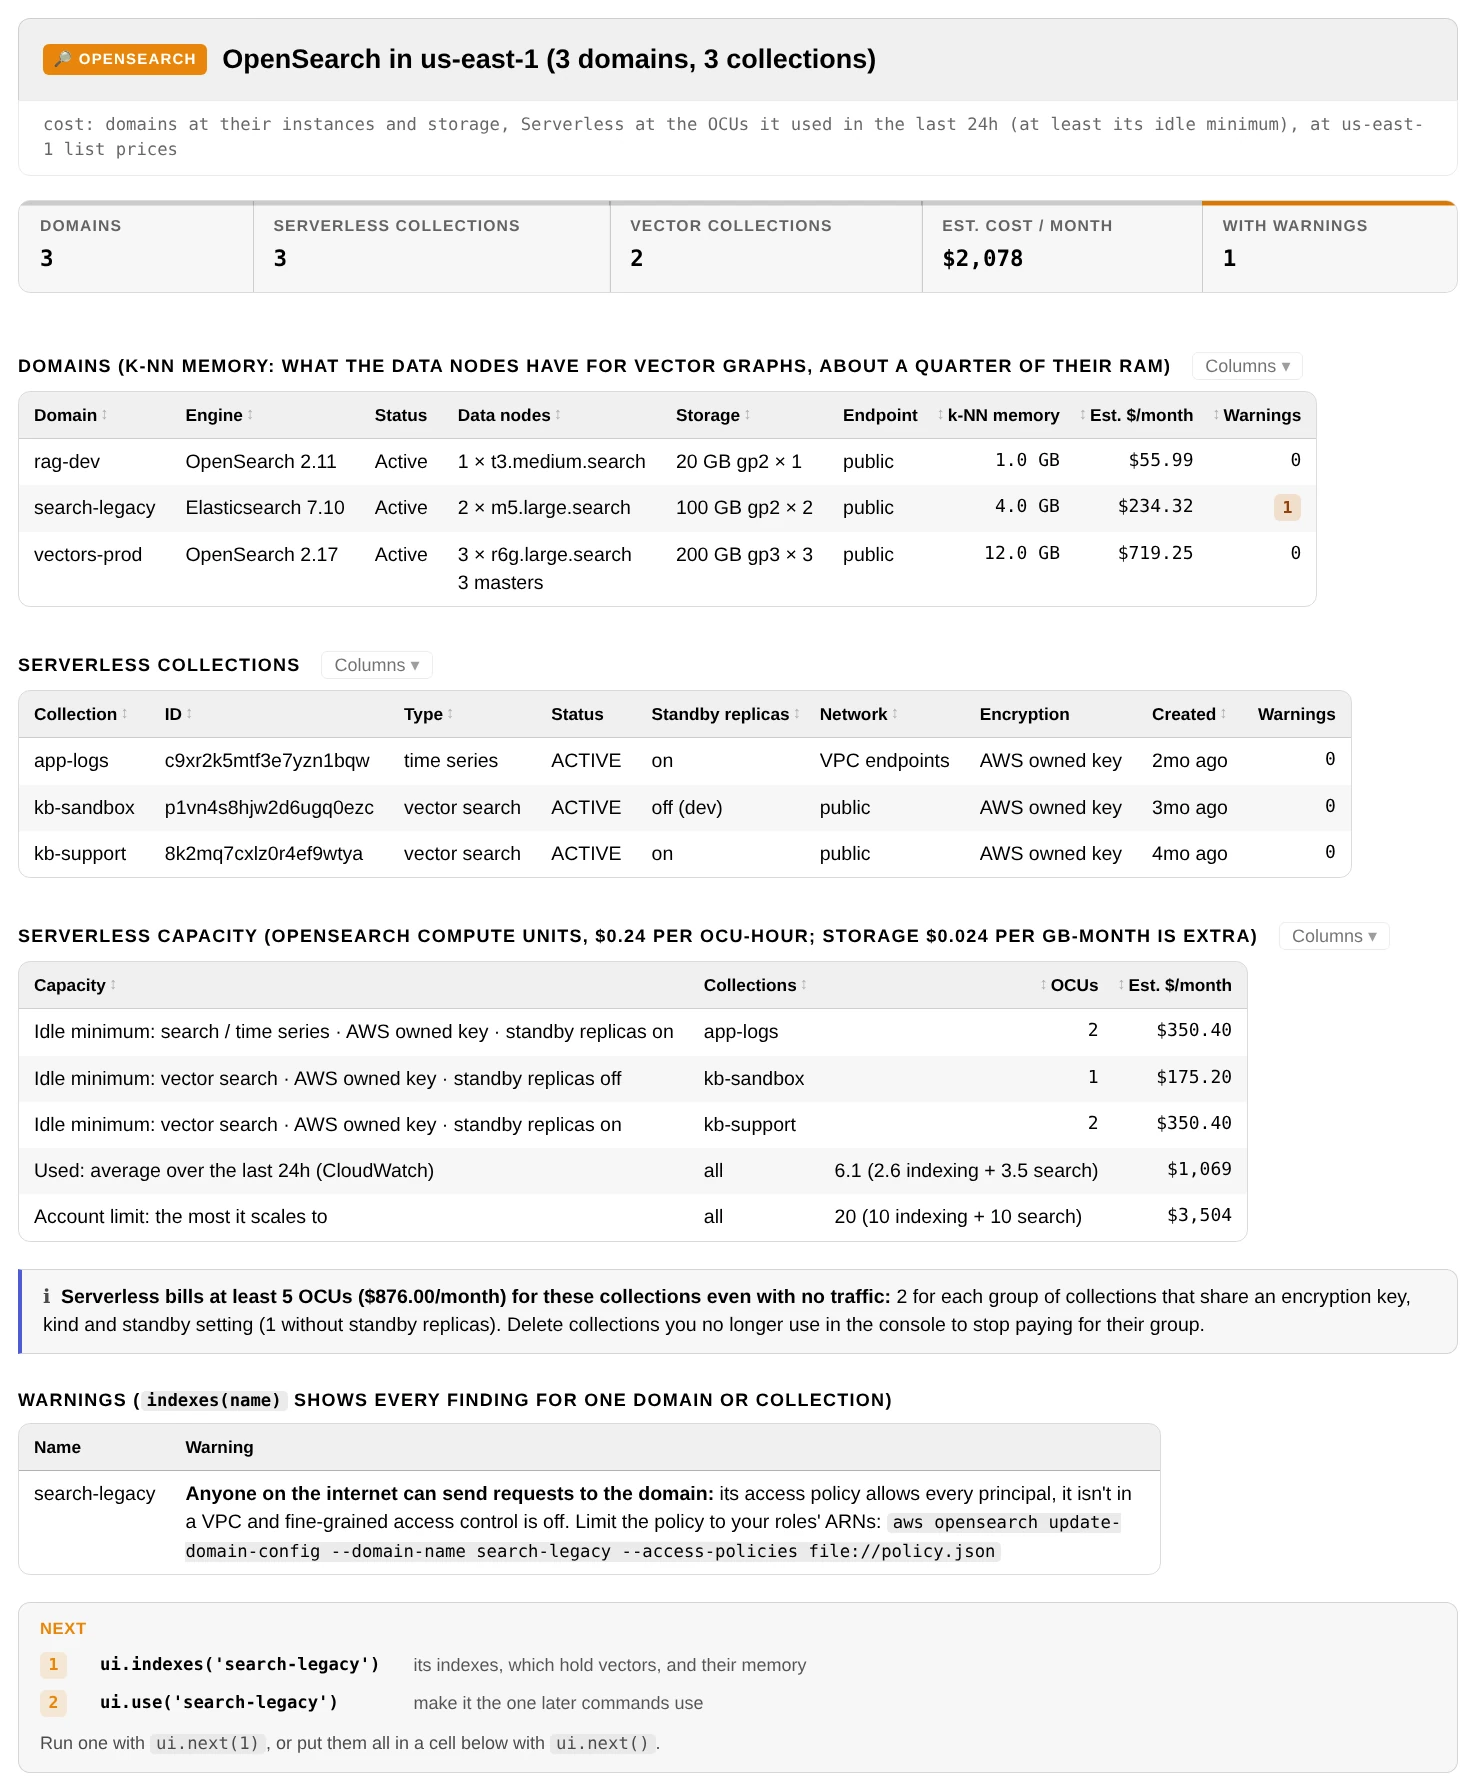 🔎 OPENSEARCH OpenSearch in us-east-1 (3 domains, 3 collections)
cost: domains at their instances and storage, Serverless at the OCUs it used in the last 24h (at least its idle minimum), at us-east-
1 list prices
DOMAINS SERVERLESS COLLECTIONS VECTOR COLLECTIONS EST. COST / MONTH WITH WARNINGS
3 3 2 $2,078 1
DOMAINS (K-NN MEMORY: WHAT THE DATA NODES HAVE FOR VECTOR GRAPHS, ABOUT A QUARTER OF THEIR RAM) Columns ▾
Domain ↕ Engine ↕ Status Data nodes ↕ Storage ↕ Endpoint ↕ k-NN memory ↕ Est. $/month ↕ Warnings
rag-dev OpenSearch 2.11 Active 1 × t3.medium.search 20 GB gp2 × 1 public 1.0 GB $55.99 0
search-legacy Elasticsearch 7.10 Active 2 × m5.large.search 100 GB gp2 × 2 public 4.0 GB $234.32 1
vectors-prod OpenSearch 2.17 Active 3 × r6g.large.search 200 GB gp3 × 3 public 12.0 GB $719.25 0
3 masters
SERVERLESS COLLECTIONS Columns ▾
Collection ↕ ID ↕ Type ↕ Status Standby replicas ↕ Network ↕ Encryption Created ↕ Warnings
app-logs c9xr2k5mtf3e7yzn1bqw time series ACTIVE on VPC endpoints AWS owned key 2mo ago 0
kb-sandbox p1vn4s8hjw2d6ugq0ezc vector search ACTIVE off (dev) public AWS owned key 3mo ago 0
kb-support 8k2mq7cxlz0r4ef9wtya vector search ACTIVE on public AWS owned key 4mo ago 0
SERVERLESS CAPACITY (OPENSEARCH COMPUTE UNITS, $0.24 PER OCU-HOUR; STORAGE $0.024 PER GB-MONTH IS EXTRA) Columns ▾
Capacity ↕ Collections ↕ ↕ OCUs ↕ Est. $/month
Idle minimum: search / time series · AWS owned key · standby replicas on app-logs 2 $350.40
Idle minimum: vector search · AWS owned key · standby replicas off kb-sandbox 1 $175.20
Idle minimum: vector search · AWS owned key · standby replicas on kb-support 2 $350.40
Used: average over the last 24h (CloudWatch) all 6.1 (2.6 indexing + 3.5 search) $1,069
Account limit: the most it scales to all 20 (10 indexing + 10 search) $3,504
ℹ Serverless bills at least 5 OCUs ($876.00/month) for these collections even with no traffic: 2 for each group of collections that share an encryption key,
kind and standby setting (1 without standby replicas). Delete collections you no longer use in the console to stop paying for their group.
WARNINGS (indexes(name) SHOWS EVERY FINDING FOR ONE DOMAIN OR COLLECTION)
Name Warning
search-legacy Anyone on the internet can send requests to the domain: its access policy allows every principal, it isn't in
a VPC and fine-grained access control is off. Limit the policy to your roles' ARNs: aws opensearch update-
domain-config --domain-name search-legacy --access-policies file://policy.json
NEXT
1 ui.indexes('search-legacy') its indexes, which hold vectors, and their memory
2 ui.use('search-legacy') make it the one later commands use
Run one with ui.next(1), or put them all in a cell below with ui.next().